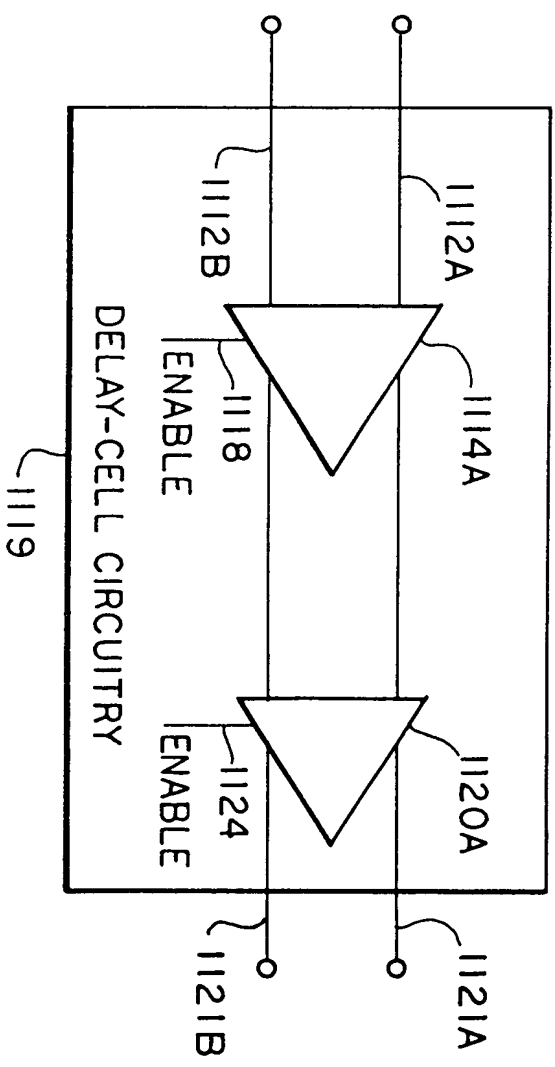 1112A
1114A
1120A
1121A
1112B
1118
ENABLE
1124
ENABLE
1121B
DELAY-CELL CIRCUITRY
1119